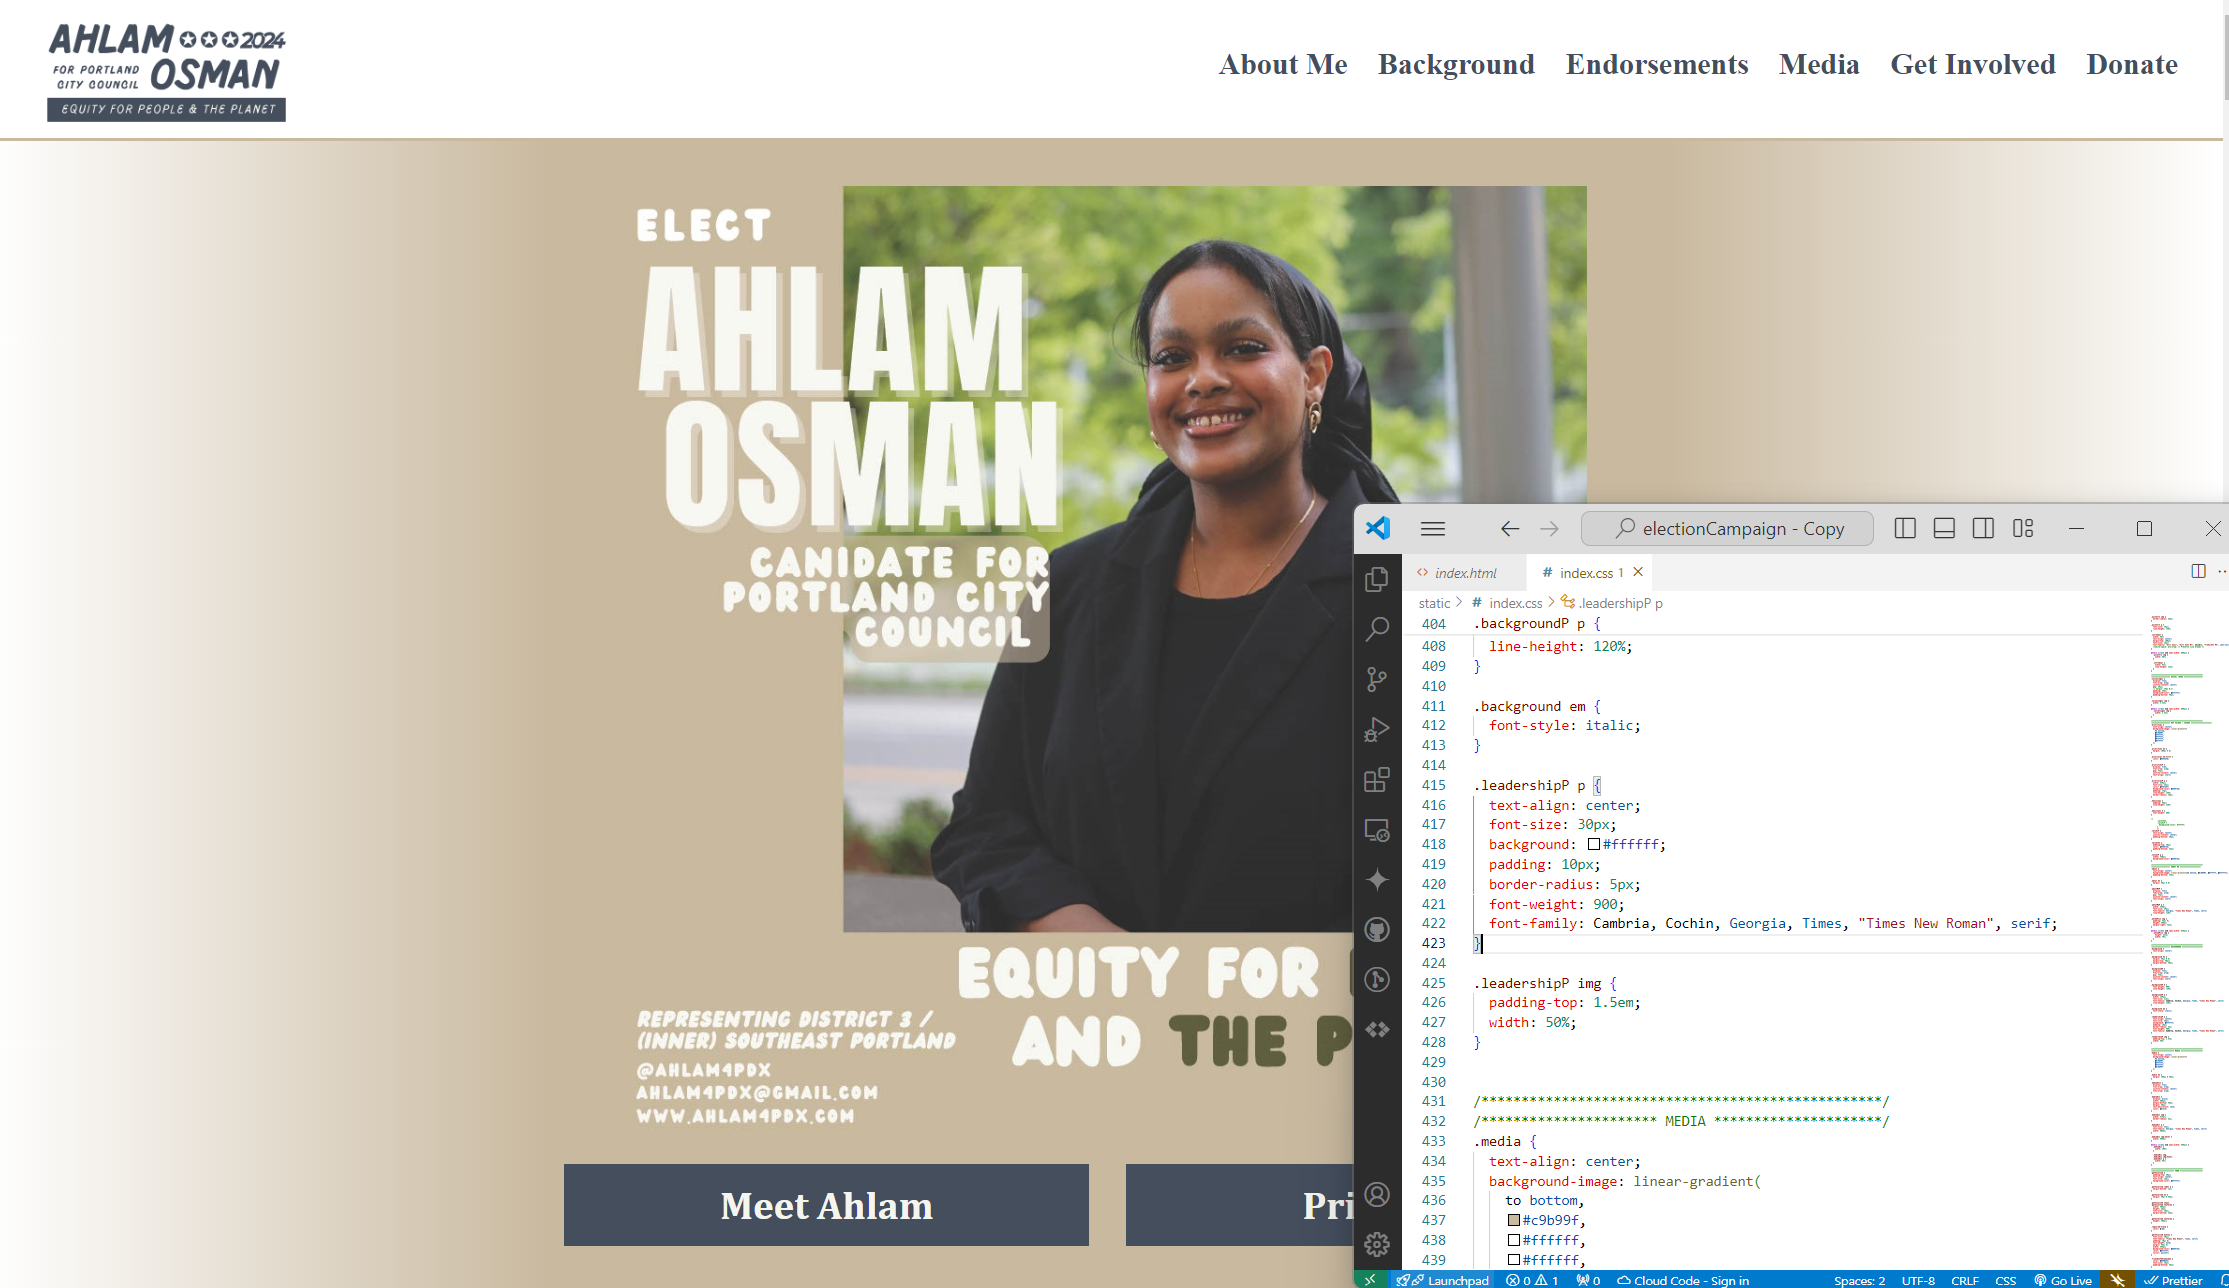 AHLAM 2024
FOR PORTLAND
CITY COUNCIL OSMAN
EQUITY FOR PEOPLE & THE PLANET
About Me Background Endorsements Media Get Involved Donate
ELECT
AHLAM
OSMAN
CANIDATE FOR
PORTLAND CITY
COUNCIL
EQUITY FOR
AND THE P
REPRESENTING DISTRICT 3 /
(INNER) SOUTHEAST PORTLAND
@AHLAM4PDX
AHLAM4PDX@GMAIL.COM
WWW.AHLAM4PDX.COM
Meet Ahlam
Pri
electionCampaign - Copy
index.html
# index.css 1
static > # index.css > .leadershipP p
404 .backgroundP p {
408 line-height: 120%;
409 }
410
411 .background em {
412 font-style: italic;
413 }
414
415 .leadershipP p {
416 text-align: center;
417 font-size: 30px;
418 background: #ffffff;
419 padding: 10px;
420 border-radius: 5px;
421 font-weight: 900;
422 font-family: Cambria, Cochin, Georgia, Times, "Times New Roman", serif;
423 }
424
425 .leadershipP img {
426 padding-top: 1.5em;
427 width: 50%;
428 }
429
430
431 /**************************************************/
432 /********************** MEDIA *********************/
433 .media {
434 text-align: center;
435 background-image: linear-gradient(
436 to bottom,
437 #c9b99f,
438 #ffffff,
439 #ffffff,
Launchpad 0 1 0 Cloud Code - Sign in Spaces: 2 UTF-8 CRLF CSS Go Live Prettier